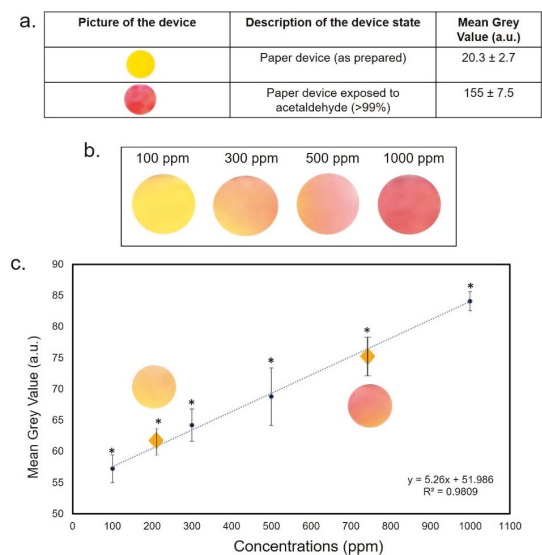 a.
Picture of the device Description of the device state Mean Grey
Value (a.u.)
Paper device (as prepared) 20.3 ± 2.7
Paper device exposed to 155 ± 7.5
acetaldehyde (>99%)
b.
100 ppm 300 ppm 500 ppm 1000 ppm
c.
Mean Grey Value (a.u.)
90
85
80
75
70
65
60
55
50
* * * * * *
y = 5.26x + 51.986
R² = 0.9809
0 100 200 300 400 500 600 700 800 900 1000 1100
Concentrations (ppm)